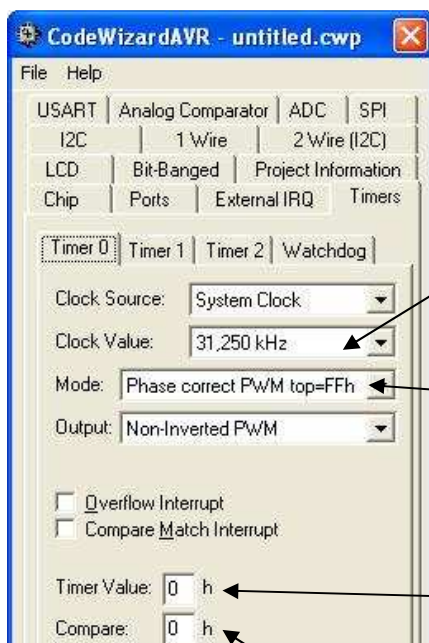 CodeWizardAVR - untitled.cwp
File Help
USART Analog Comparator ADC SPI
I2C 1 Wire 2 Wire (I2C)
LCD Bit-Banged Project Information
Chip Ports External IRQ Timers
Timer 0 Timer 1 Timer 2 Watchdog
Clock Source: System Clock
Clock Value: 31,250 kHz
Mode: Phase correct PWM top=FFh
Output: Non-Inverted PWM
Overflow Interrupt
Compare Match Interrupt
Timer Value: 0 h
Compare: 0 h